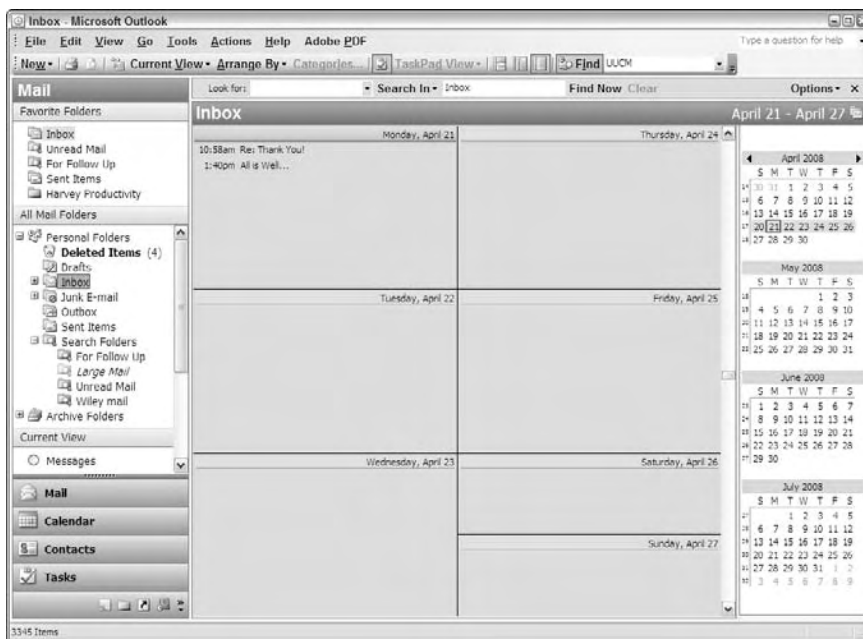 Inbox - Microsoft Outlook
File Edit View Go Tools Actions Help Adobe PDF
Type a question for help
New Current View Arrange By Categories... TaskPad View Find UUCM
Mail
Look for: Search In Inbox Find Now Clear Options
Favorite Folders
Inbox
Unread Mail
For Follow Up
Sent Items
Harvey Productivity
All Mail Folders
Personal Folders
Deleted Items (4)
Drafts
Inbox
Junk E-mail
Outbox
Sent Items
Search Folders
For Follow Up
Large Mail
Unread Mail
Wiley mail
Archive Folders
Current View
Messages
Mail
Calendar
Contacts
Tasks
3345 Items
Inbox April 21 - April 27
Monday, April 21
10:58am Re: Thank You!
1:40pm All is Well...
Tuesday, April 22
Wednesday, April 23
Thursday, April 24
Friday, April 25
Saturday, April 26
Sunday, April 27
April 2008
S M T W T F S
30 31 1 2 3 4 5
6 7 8 9 10 11 12
13 14 15 16 17 18 19
20 21 22 23 24 25 26
27 28 29 30
May 2008
S M T W T F S
1 2 3
4 5 6 7 8 9 10
11 12 13 14 15 16 17
18 19 20 21 22 23 24
25 26 27 28 29 30 31
June 2008
S M T W T F S
1 2 3 4 5 6 7
8 9 10 11 12 13 14
15 16 17 18 19 20 21
22 23 24 25 26 27 28
29 30
July 2008
S M T W T F S
1 2 3 4 5
6 7 8 9 10 11 12
13 14 15 16 17 18 19
20 21 22 23 24 25 26
27 28 29 30 31 1 2
3 4 5 6 7 8 9